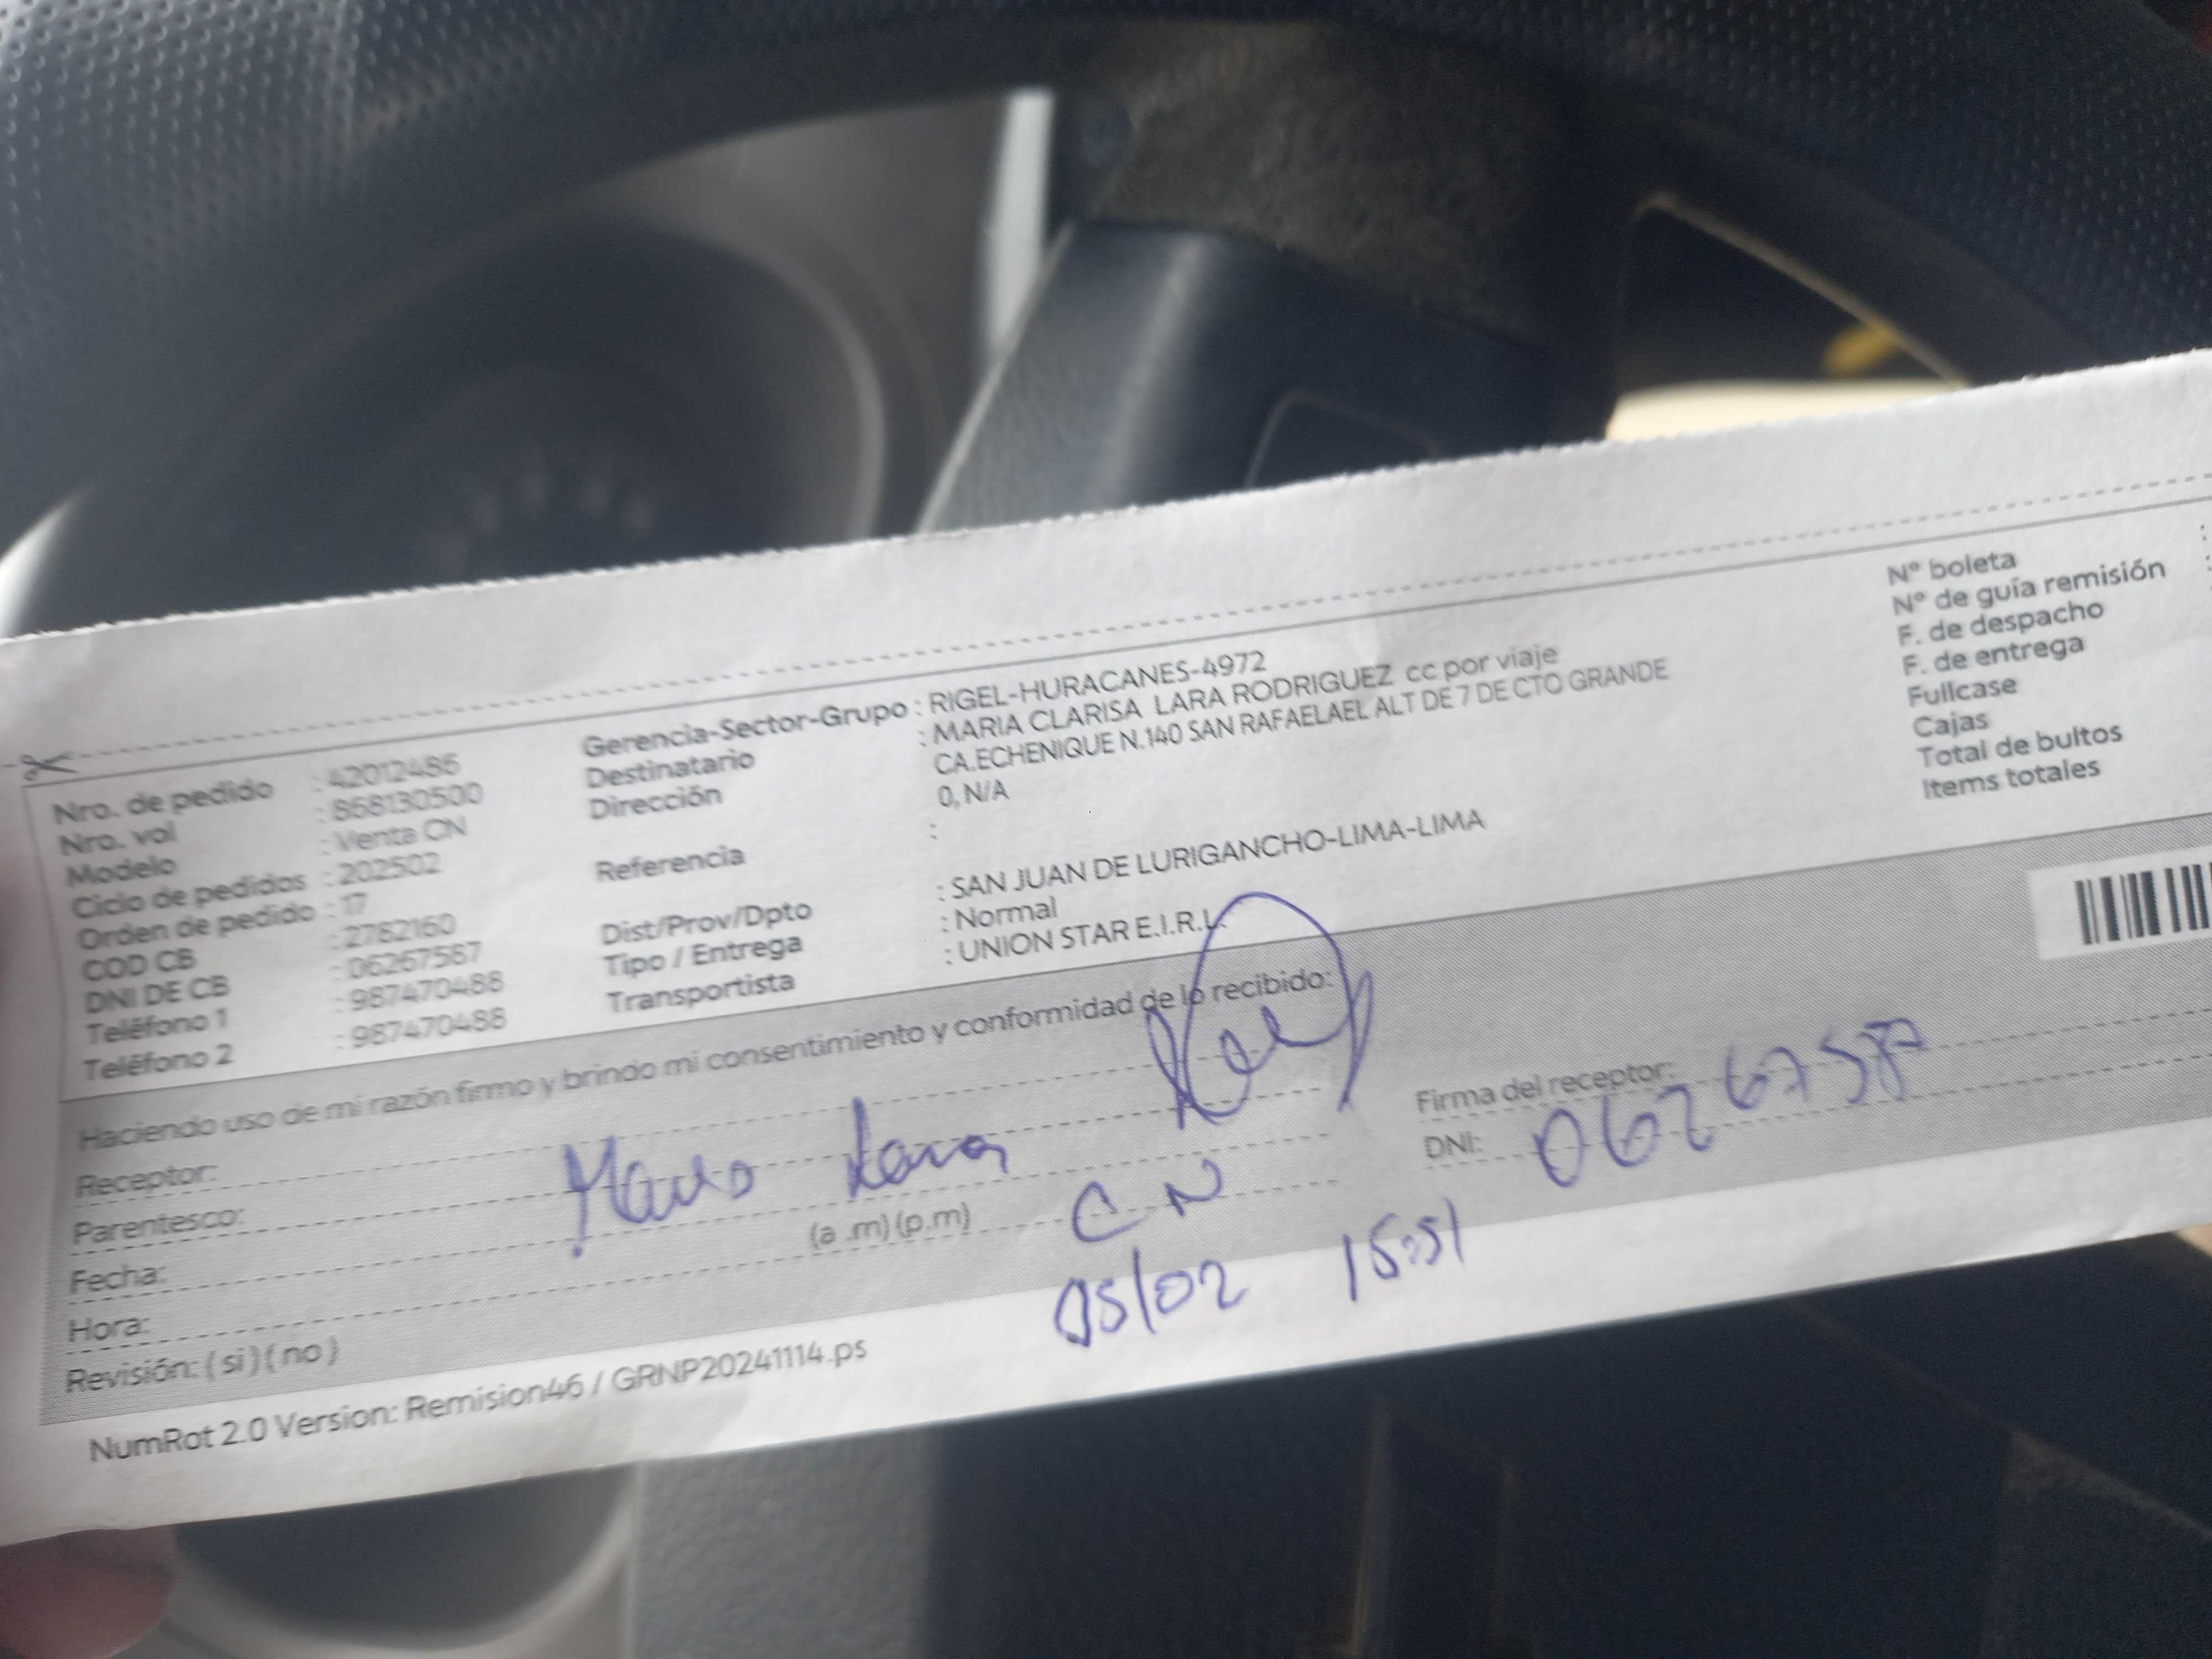 Nro. de pedido : 42012486
Nro. vol : 868130500
Modelo : Venta CN
Ciclo de pedidos : 202502
Orden de pedido : 17
COD CB : 2782160
DNI DE CB : 06267587
Teléfono 1 : 987470488
Teléfono 2 : 987470488
Gerencia-Sector-Grupo : RIGEL-HURACANES-4972
Destinatario : MARIA CLARISA LARA RODRIGUEZ cc por viaje
Dirección CA.ECHENIQUE N.140 SAN RAFAELAEL ALT DE 7 DE CTO GRANDE
0, N/A
Referencia :
Dist/Prov/Dpto : SAN JUAN DE LURIGANCHO-LIMA-LIMA
Tipo / Entrega : Normal
Transportista : UNION STAR E.I.R.L.
Nº boleta :
Nº de guía remisión :
F. de despacho
F. de entrega
Fullcase
Cajas
Total de bultos
Items totales
Haciendo uso de mi razón firmo y brindo mi consentimiento y conformidad de lo recibido:
Receptor: Lara
Firma del receptor:
Parentesco: CN
DNI: 06267587
Fecha: 05/02 15:51
Hora: (a .m) (p.m)
Revisión: ( si ) ( no )
NumRot 2.0 Version: Remision46 / GRNP20241114.ps